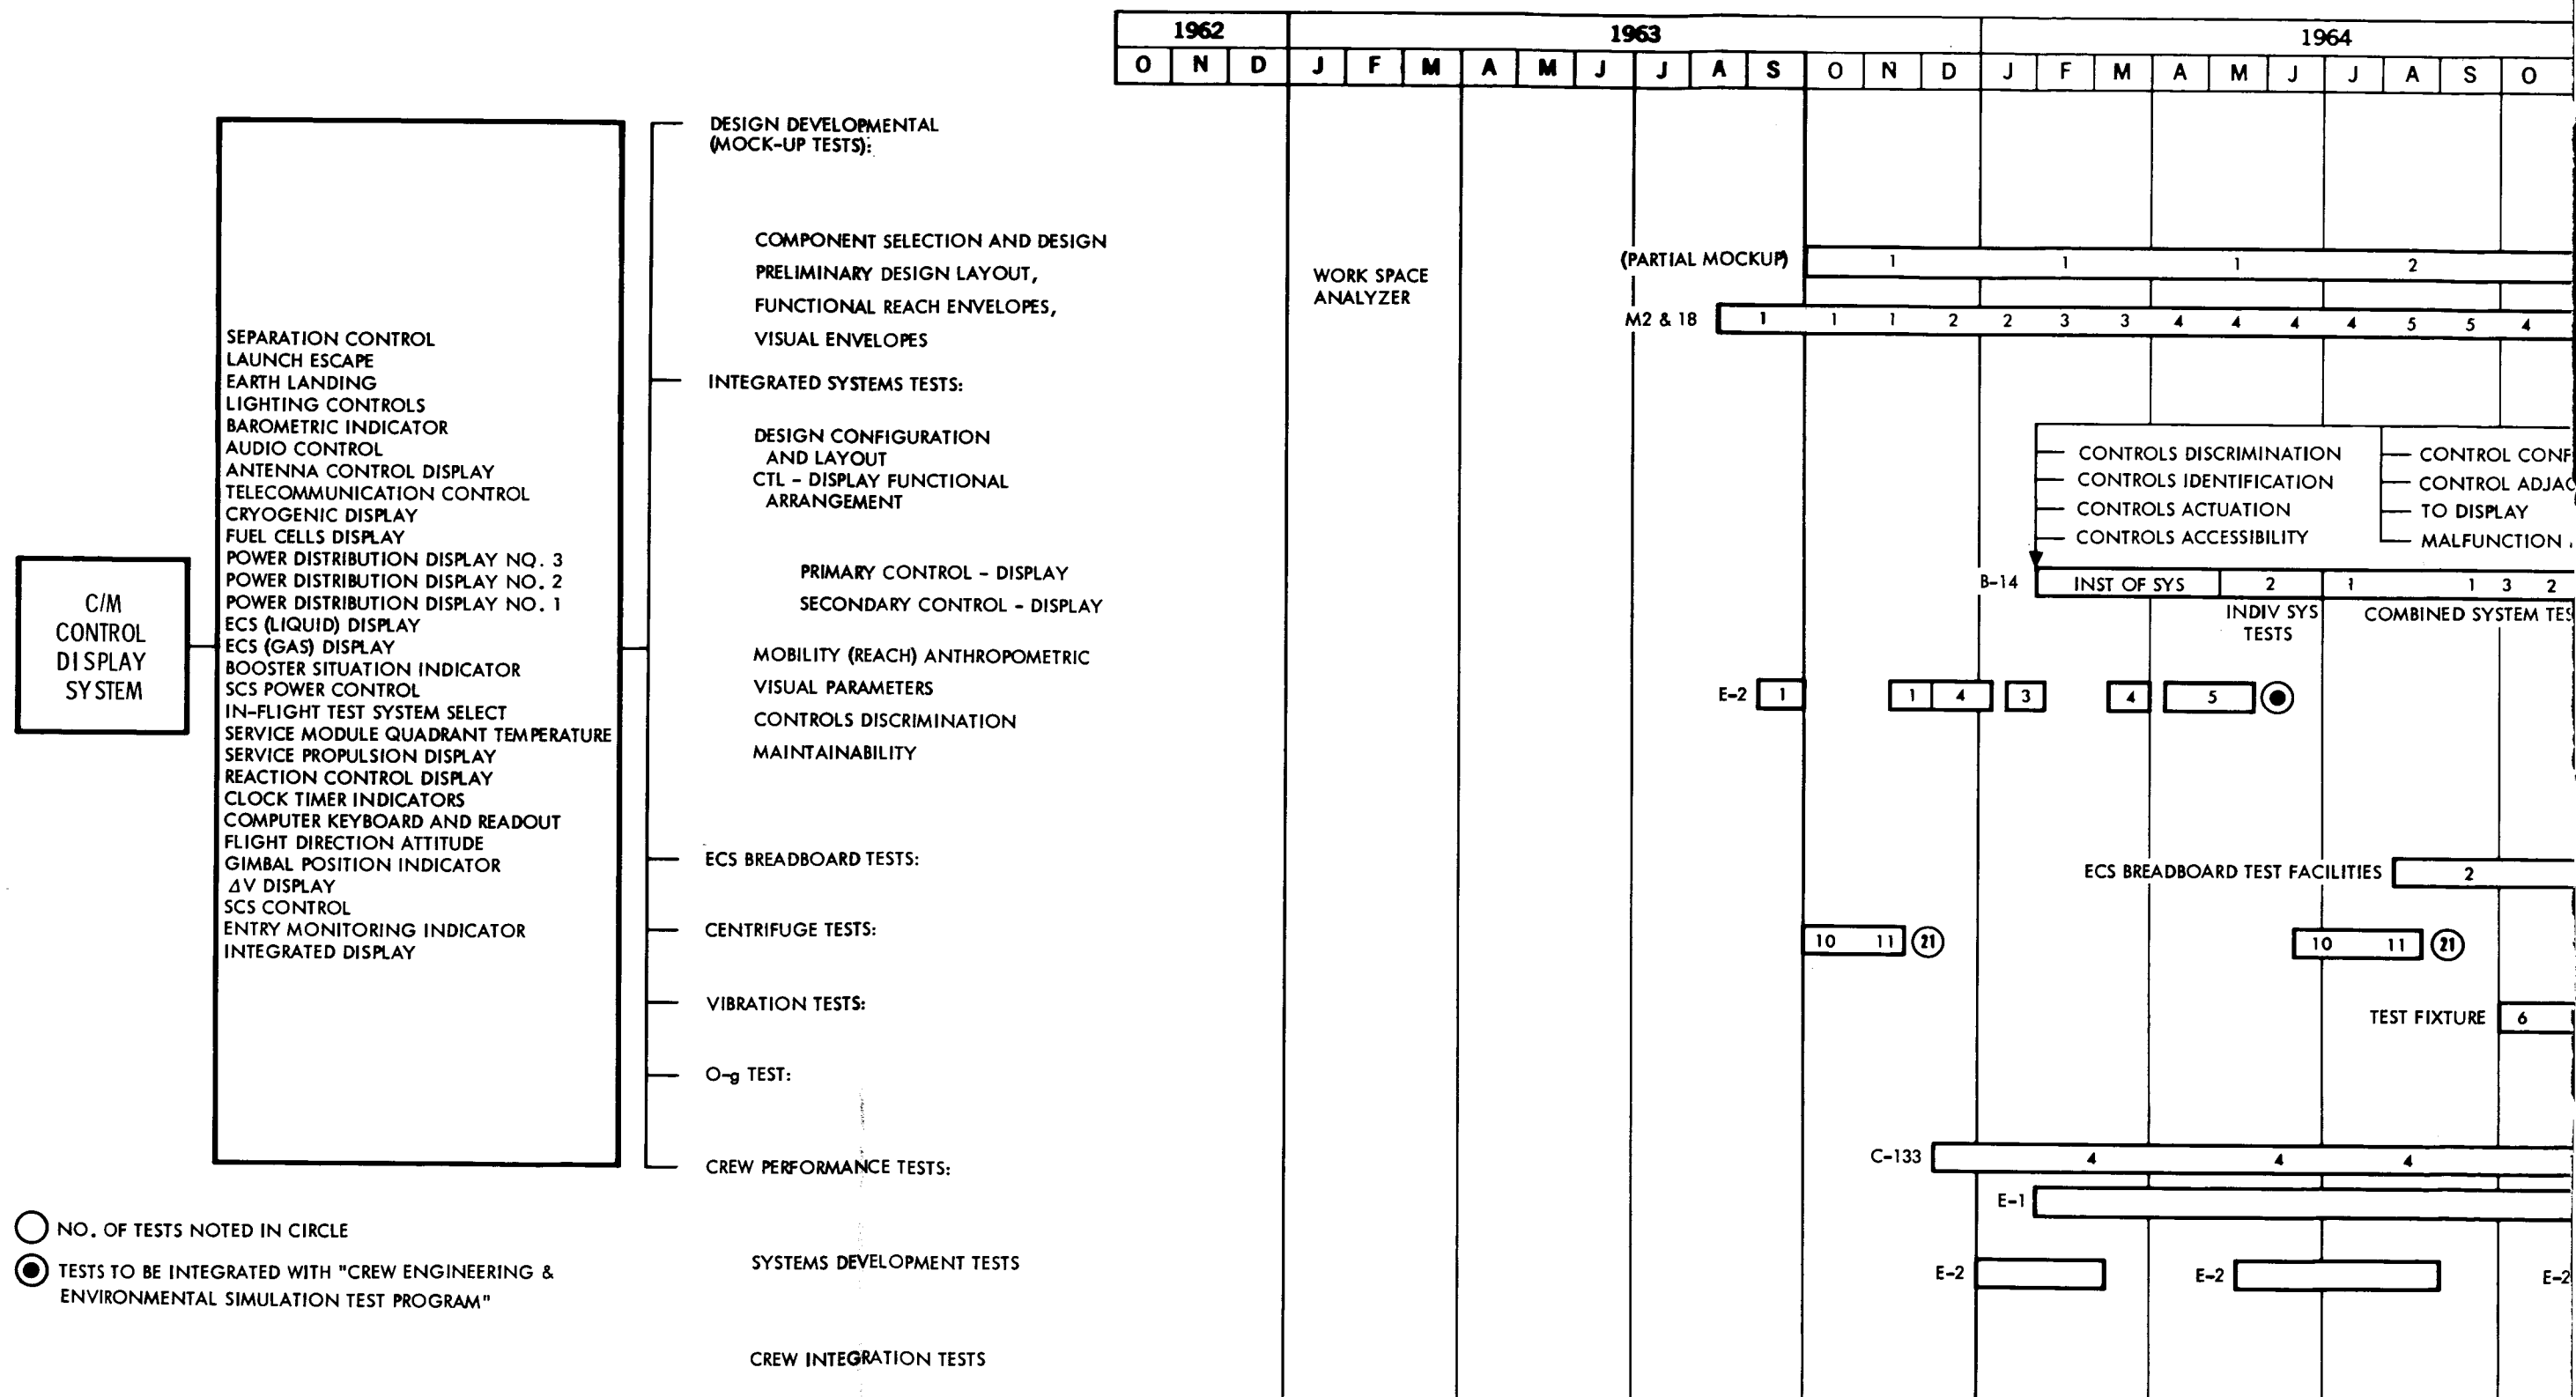 1962 1963 1964
O N D J F M A M J J A S O N D J F M A M J J A S O
C/M
CONTROL
DISPLAY
SYSTEM
SEPARATION CONTROL
LAUNCH ESCAPE
EARTH LANDING
LIGHTING CONTROLS
BAROMETRIC INDICATOR
AUDIO CONTROL
ANTENNA CONTROL DISPLAY
TELECOMMUNICATION CONTROL
CRYOGENIC DISPLAY
FUEL CELLS DISPLAY
POWER DISTRIBUTION DISPLAY NO. 3
POWER DISTRIBUTION DISPLAY NO. 2
POWER DISTRIBUTION DISPLAY NO. 1
ECS (LIQUID) DISPLAY
ECS (GAS) DISPLAY
BOOSTER SITUATION INDICATOR
SCS POWER CONTROL
IN-FLIGHT TEST SYSTEM SELECT
SERVICE MODULE QUADRANT TEMPERATURE
SERVICE PROPULSION DISPLAY
REACTION CONTROL DISPLAY
CLOCK TIMER INDICATORS
COMPUTER KEYBOARD AND READOUT
FLIGHT DIRECTION ATTITUDE
GIMBAL POSITION INDICATOR
ΔV DISPLAY
SCS CONTROL
ENTRY MONITORING INDICATOR
INTEGRATED DISPLAY
DESIGN DEVELOPMENTAL
(MOCK-UP TESTS):
COMPONENT SELECTION AND DESIGN
PRELIMINARY DESIGN LAYOUT,
FUNCTIONAL REACH ENVELOPES,
VISUAL ENVELOPES
WORK SPACE
ANALYZER
(PARTIAL MOCKUP) 1 1 1 2
M2 & 18 1 1 1 2 2 3 3 4 4 4 4 5 5 4
INTEGRATED SYSTEMS TESTS:
DESIGN CONFIGURATION
AND LAYOUT
CTL - DISPLAY FUNCTIONAL
ARRANGEMENT
PRIMARY CONTROL - DISPLAY
SECONDARY CONTROL - DISPLAY
MOBILITY (REACH) ANTHROPOMETRIC
VISUAL PARAMETERS
CONTROLS DISCRIMINATION
MAINTAINABILITY
CONTROLS DISCRIMINATION
CONTROLS IDENTIFICATION
CONTROLS ACTUATION
CONTROLS ACCESSIBILITY
CONTROL CONF
CONTROL ADJAC
TO DISPLAY
MALFUNCTION
B-14 INST OF SYS 2 1 1 3 2
INDIV SYS
TESTS
COMBINED SYSTEM TES
E-2 1 1 4 3 4 5
ECS BREADBOARD TESTS:
ECS BREADBOARD TEST FACILITIES 2
CENTRIFUGE TESTS:
10 11 21 10 11 21
VIBRATION TESTS:
TEST FIXTURE 6
O-g TEST:
CREW PERFORMANCE TESTS:
C-133 4 4 4
E-1
SYSTEMS DEVELOPMENT TESTS
E-2 E-2 E-2
CREW INTEGRATION TESTS
NO. OF TESTS NOTED IN CIRCLE
TESTS TO BE INTEGRATED WITH "CREW ENGINEERING &
ENVIRONMENTAL SIMULATION TEST PROGRAM"